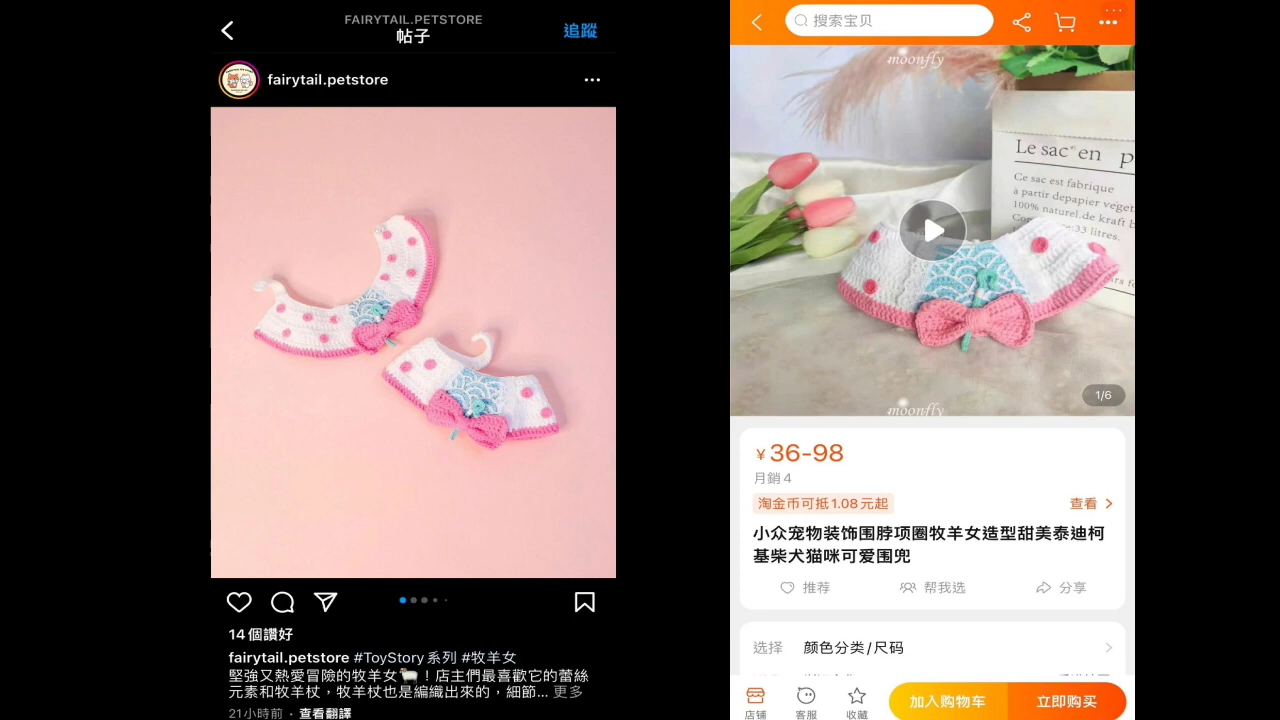 FAIRYTAIL.PETSTORE
帖子
追蹤
fairytail.petstore
14 個讚好
fairytail.petstore #ToyStory 系列 #牧羊女
堅強又熱愛冒險的牧羊女🐑！店主們最喜歡它的蕾絲
元素和牧羊杖，牧羊杖也是編織出來的，細節... 更多
21小時前 · 查看翻譯
搜索宝贝
moonfly
Le sac en p
Ce sac est fabrique
a partir depapier veget
100% naturel.de kraft b
33 litres.
1/6
moonfly
¥36-98
月銷 4
淘金币可抵1.08元起
查看
小众宠物装饰围脖项圈牧羊女造型甜美泰迪柯
基柴犬猫咪可爱围兜
推荐
帮我选
分享
选择 颜色分类/尺码
店铺
客服
收藏
加入购物车
立即购买